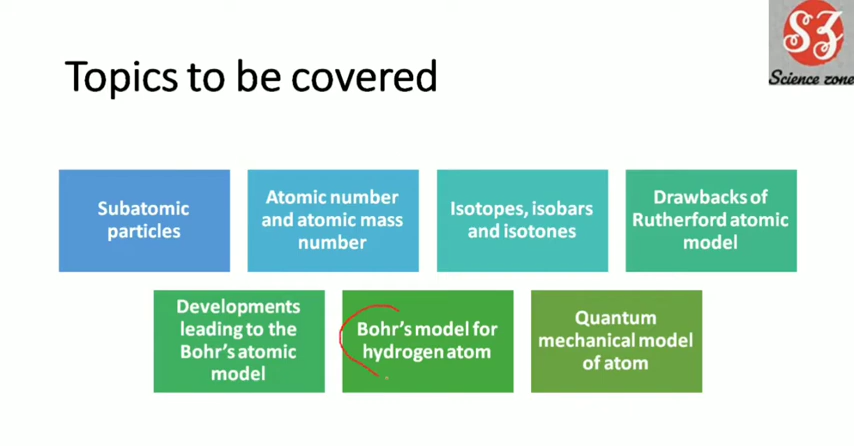 SZ
Science zone
Topics to be covered
Subatomic
particles
Atomic number
and atomic mass
number
Isotopes, isobars
and isotones
Drawbacks of
Rutherford atomic
model
Developments
leading to the
Bohr's atomic
model
Bohr's model for
hydrogen atom
Quantum
mechanical model
of atom